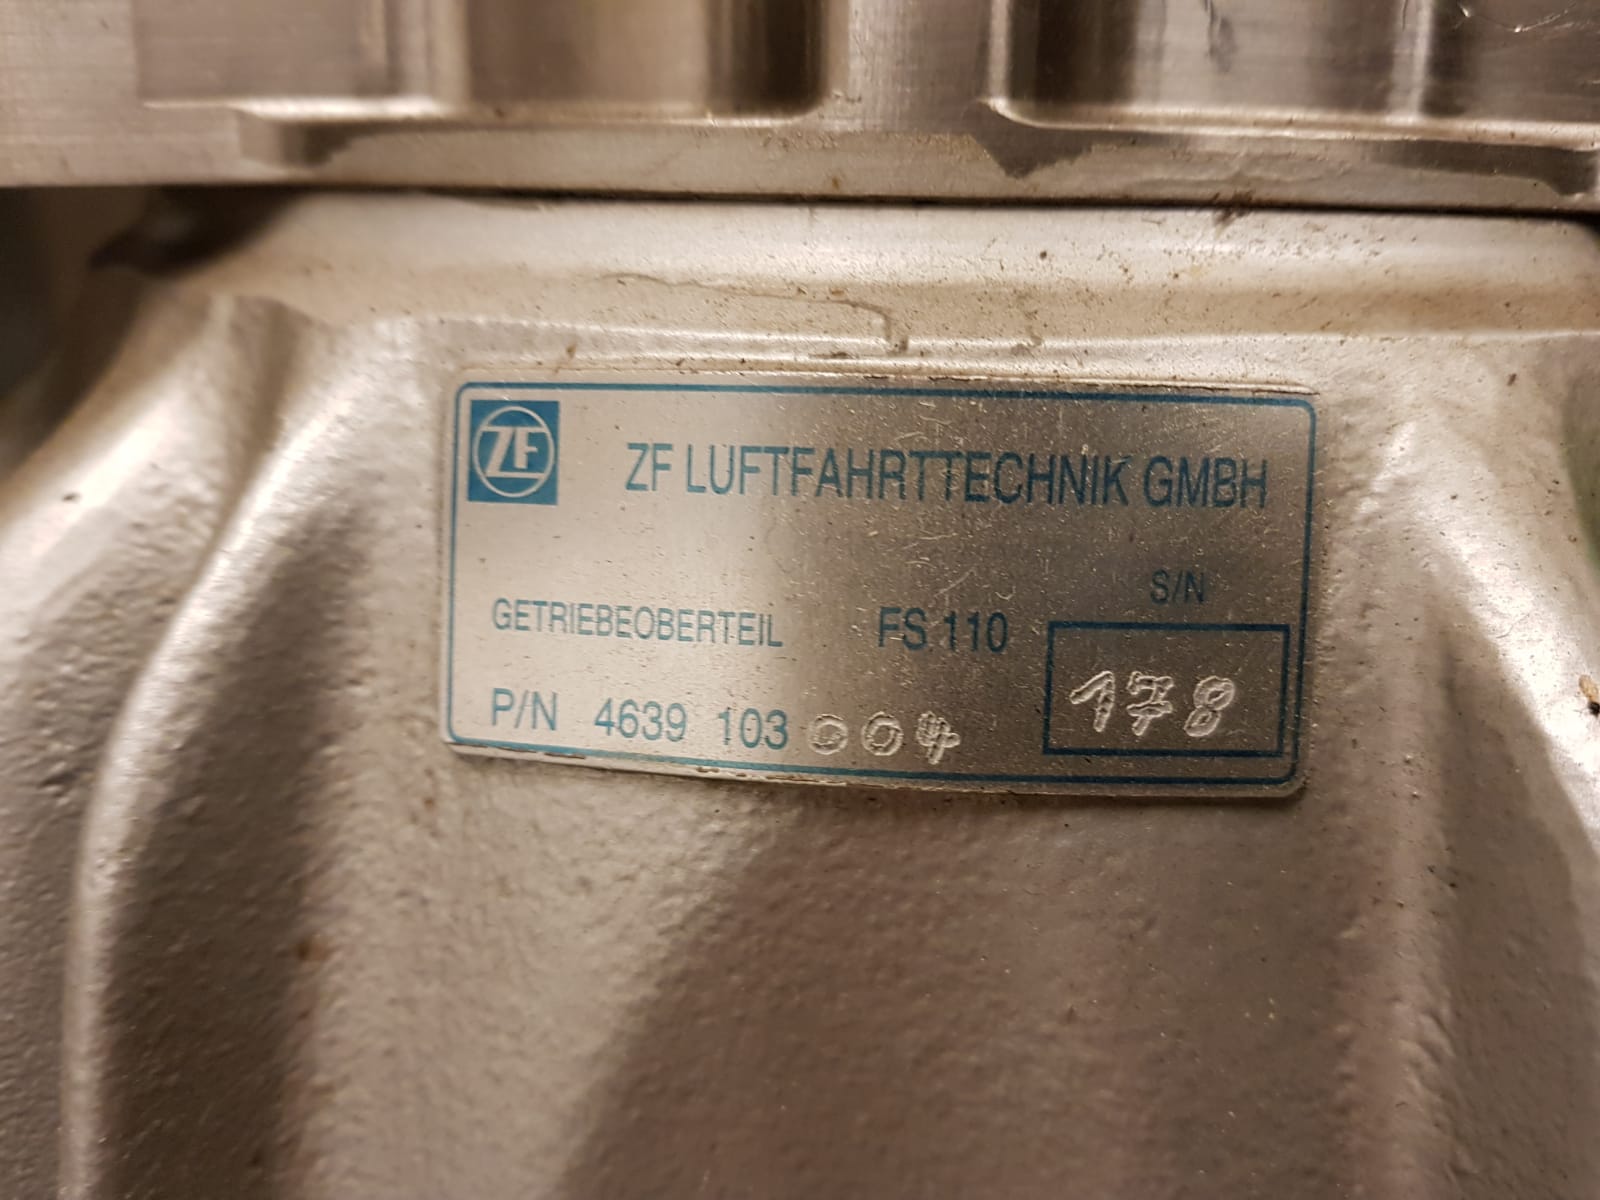 ZF ZF LUFTFAHRTTECHNIK GMBH
S/N
GETRIEBEOBERTEIL FS 110
178
P/N 4639 103 004